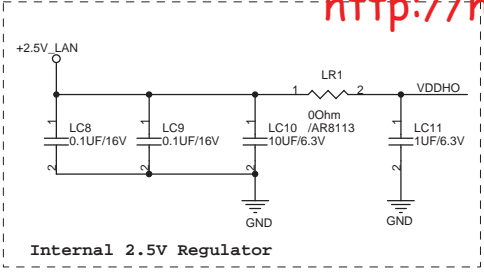 http://
+2.5V_LAN
LR1
1 2 VDDHO
0Ohm
/AR8113
1 1 1 1
LC8 LC9 LC10 LC11
0.1UF/16V 0.1UF/16V 10UF/6.3V 1UF/6.3V
2 2 2 2
GND GND
Internal 2.5V Regulator